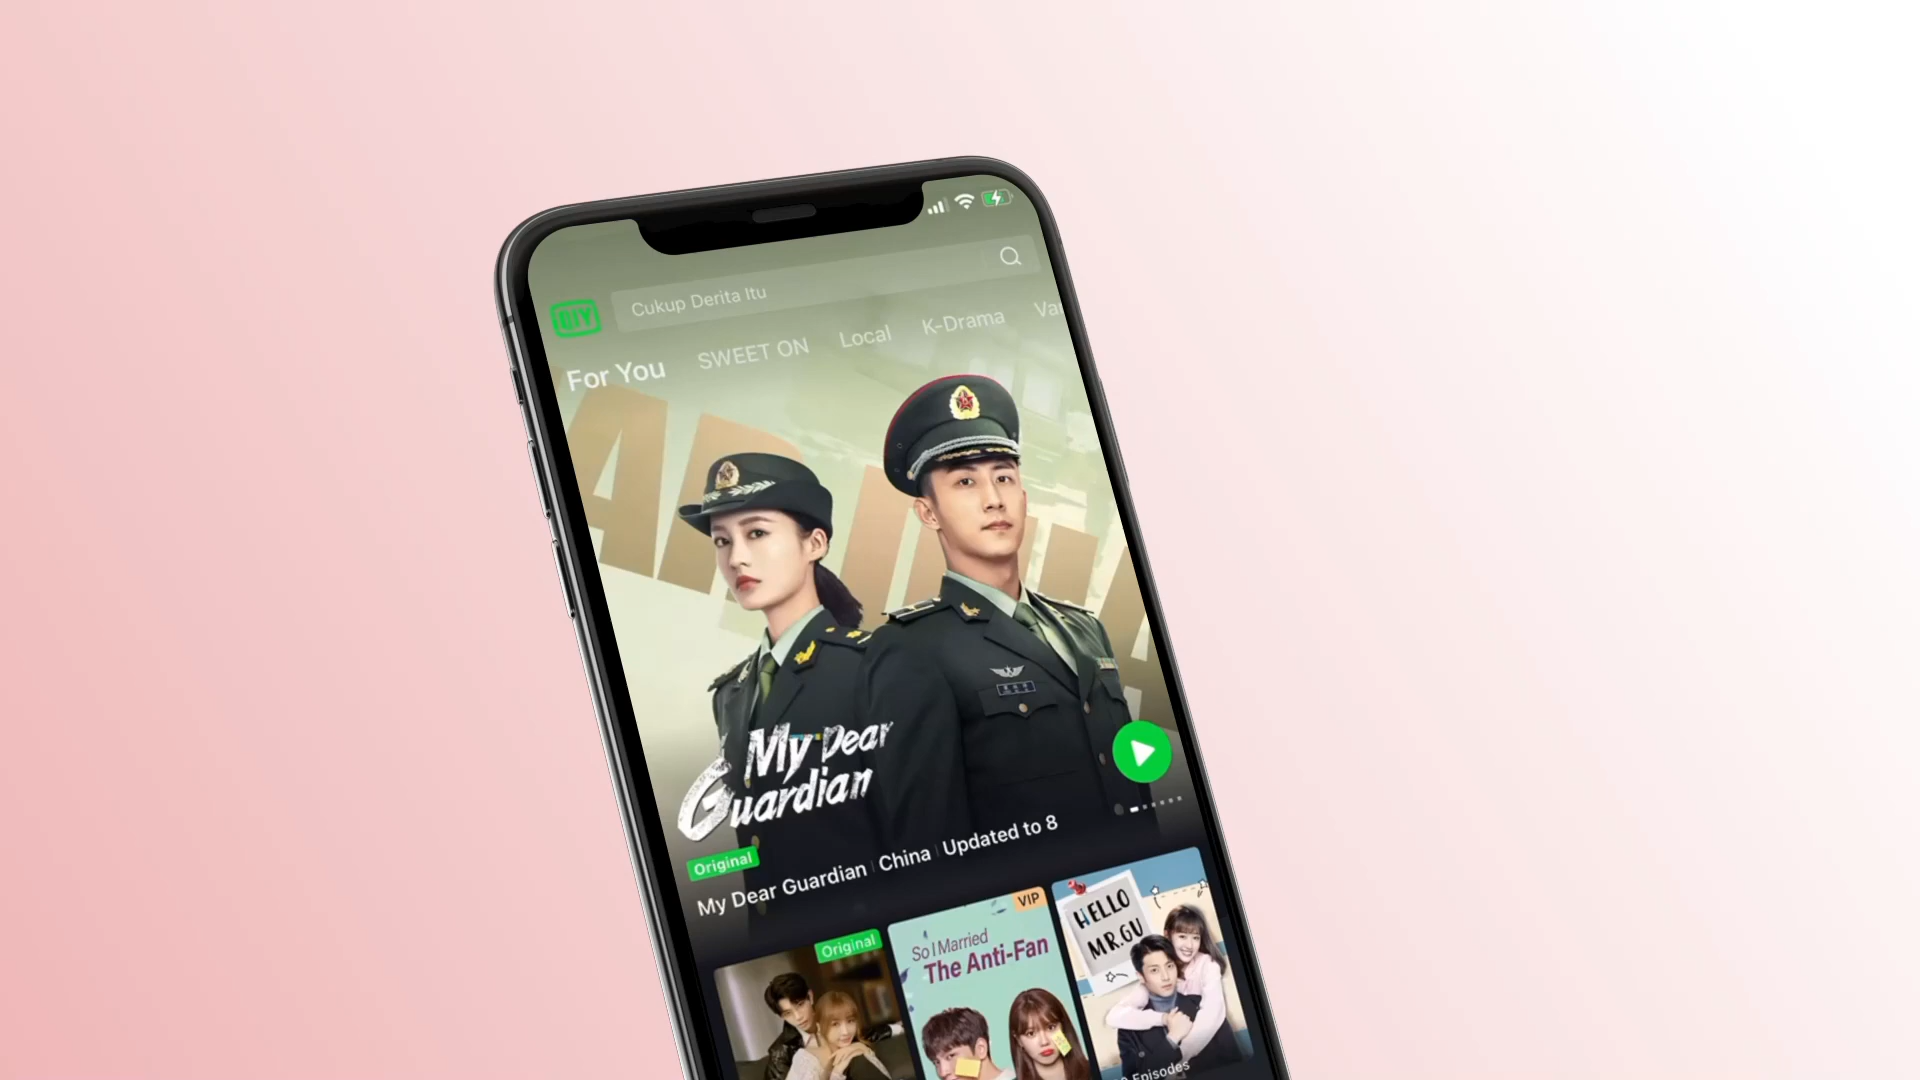 QIY
Cukup Derita Itu
For You
SWEET ON
Local
K-Drama
My Dear
Guardian
Original
My Dear Guardian
China
Updated to 8
Original
VIP
So I Married
The Anti-Fan
HELLO
MR.GU
Episodes